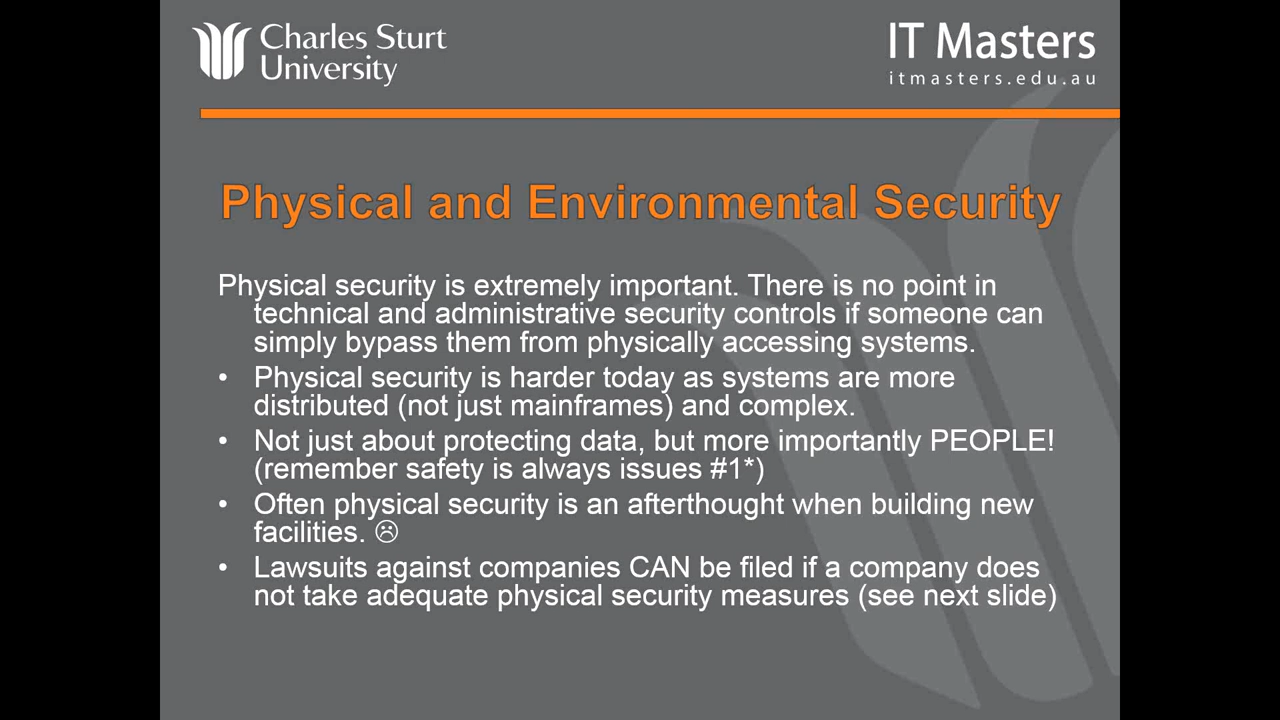 Charles Sturt
University
IT Masters
itmasters.edu.au
Physical and Environmental Security
Physical security is extremely important. There is no point in
technical and administrative security controls if someone can
simply bypass them from physically accessing systems.
• Physical security is harder today as systems are more
distributed (not just mainframes) and complex.
• Not just about protecting data, but more importantly PEOPLE!
(remember safety is always issues #1*)
• Often physical security is an afterthought when building new
facilities. ☹
• Lawsuits against companies CAN be filed if a company does
not take adequate physical security measures (see next slide)